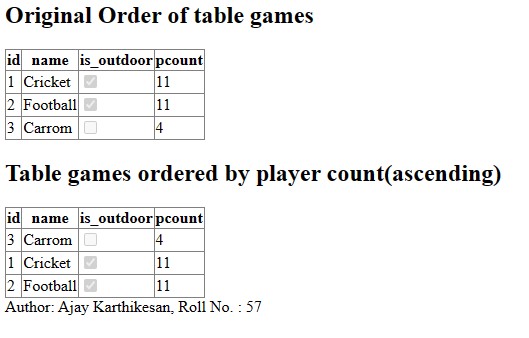 Original Order of table games
id name is_outdoor pcount
1 Cricket 11
2 Football 11
3 Carrom 4
Table games ordered by player count(ascending)
id name is_outdoor pcount
3 Carrom 4
1 Cricket 11
2 Football 11
Author: Ajay Karthikesan, Roll No. : 57